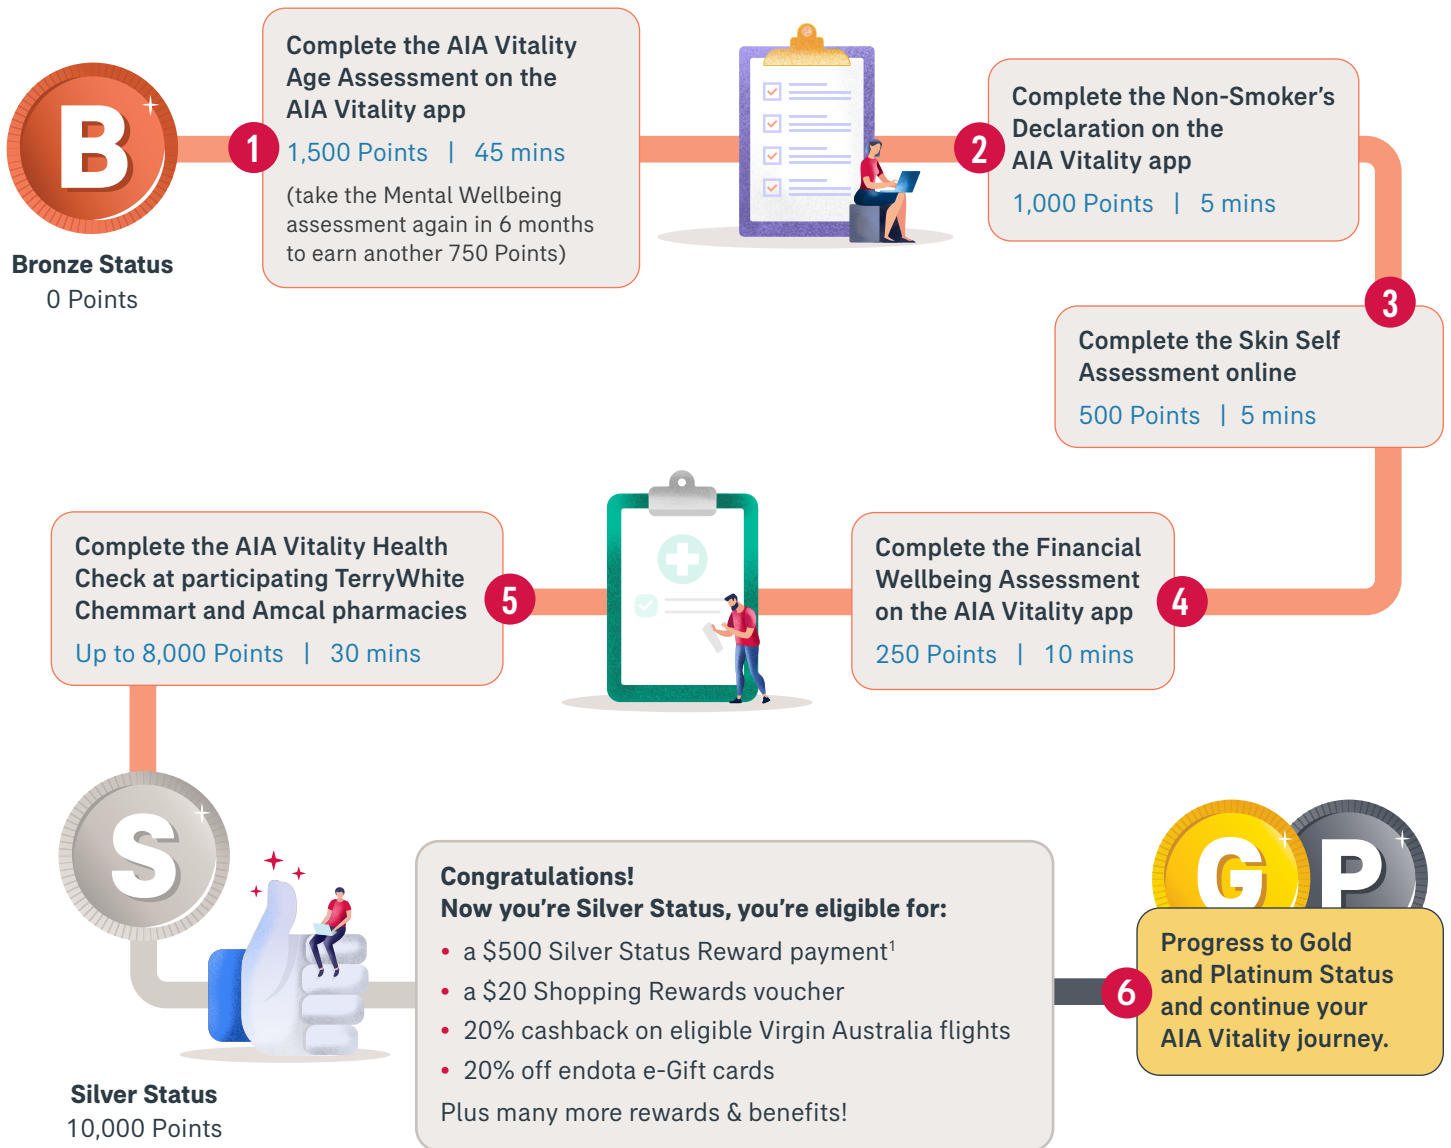 B
Bronze Status
0 Points
1
Complete the AIA Vitality
Age Assessment on the
AIA Vitality app
1,500 Points | 45 mins
(take the Mental Wellbeing
assessment again in 6 months
to earn another 750 Points)
2
Complete the Non-Smoker’s
Declaration on the
AIA Vitality app
1,000 Points | 5 mins
3
Complete the Skin Self
Assessment online
500 Points | 5 mins
4
Complete the Financial
Wellbeing Assessment
on the AIA Vitality app
250 Points | 10 mins
5
Complete the AIA Vitality Health
Check at participating TerryWhite
Chemmart and Amcal pharmacies
Up to 8,000 Points | 30 mins
S
Silver Status
10,000 Points
Congratulations!
Now you’re Silver Status, you’re eligible for:
• a $500 Silver Status Reward payment¹
• a $20 Shopping Rewards voucher
• 20% cashback on eligible Virgin Australia flights
• 20% off endota e-Gift cards
Plus many more rewards & benefits!
G P
6
Progress to Gold
and Platinum Status
and continue your
AIA Vitality journey.